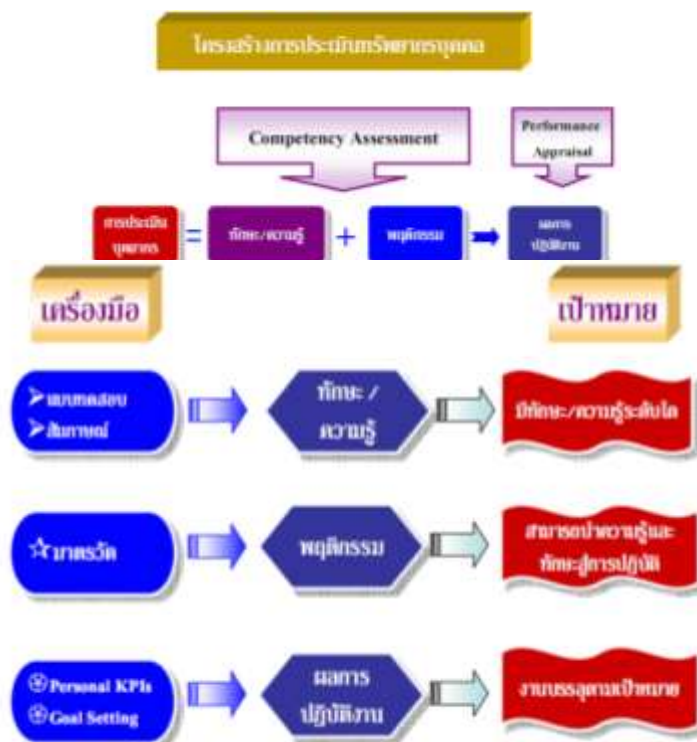 โครงสร้างการประเมินทรัพยากรบุคคล
Competency Assessment
Performance
Appraisal
การประเมิน
บุคลากร
=
ทักษะ/ความรู้
+
พฤติกรรม
ผลการ
ปฏิบัติงาน
เครื่องมือ
เป้าหมาย
แบบทดสอบ
สัมภาษณ์
ทักษะ /
ความรู้
มีทักษะ/ความรู้ระดับใด
มาตรวัด
พฤติกรรม
สามารถนำความรู้และ
ทักษะสู่การปฏิบัติ
Personal KPIs
Goal Setting
ผลการ
ปฏิบัติงาน
งานบรรลุตามเป้าหมาย